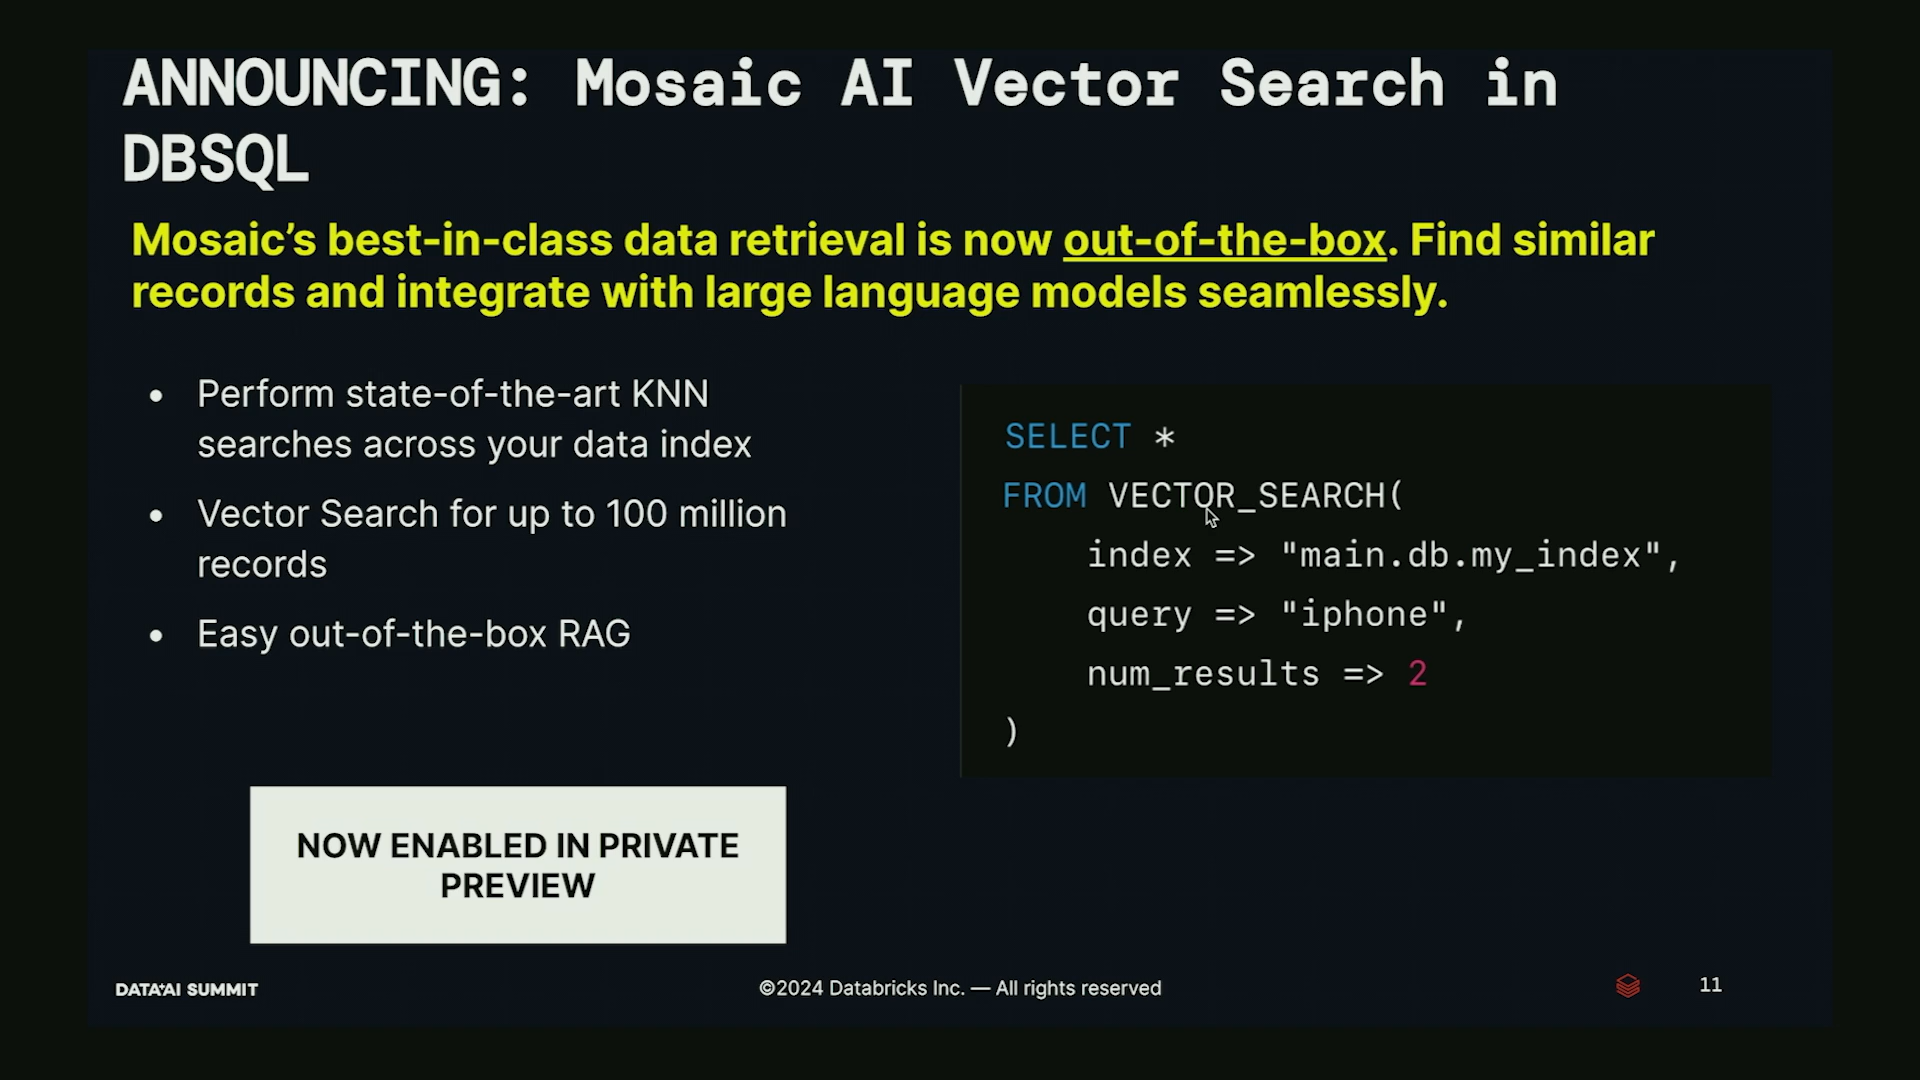 ANNOUNCING: Mosaic AI Vector Search in
DBSQL
Mosaic’s best-in-class data retrieval is now out-of-the-box. Find similar
records and integrate with large language models seamlessly.
• Perform state-of-the-art KNN
searches across your data index
• Vector Search for up to 100 million
records
• Easy out-of-the-box RAG
SELECT *
FROM VECTOR_SEARCH(
index => "main.db.my_index",
query => "iphone",
num_results => 2
)
NOW ENABLED IN PRIVATE
PREVIEW
DATA+AI SUMMIT
©2024 Databricks Inc. — All rights reserved
11